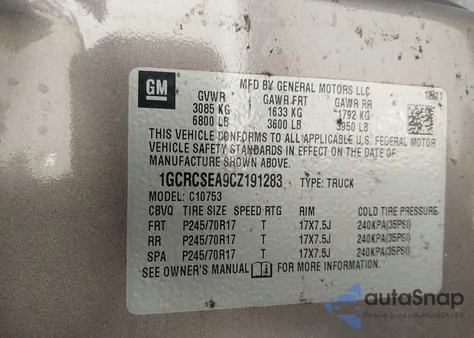 GM
MFD BY GENERAL MOTORS LLC
12/11
GVWR GAWR FRT GAWR RR
3085 KG 1633 KG 1792 KG
6800 LB 3600 LB 3950 LB
THIS VEHICLE CONFORMS TO ALL APPLICABLE U.S. FEDERAL MOTOR
VEHICLE SAFETY STANDARDS IN EFFECT ON THE DATE OF
MANUFACTURE SHOWN ABOVE.
1GCRCSEA9CZ191283 TYPE: TRUCK
MODEL: C10753
CBVQ TIRE SIZE SPEED RTG RIM COLD TIRE PRESSURE
FRT P245/70R17 T 17X7.5J 240KPA(35PSI)
RR P245/70R17 T 17X7.5J 240KPA(35PSI)
SPA P245/70R17 T 17X7.5J 240KPA(35PSI)
SEE OWNER'S MANUAL FOR MORE INFORMATION.
autoSnap